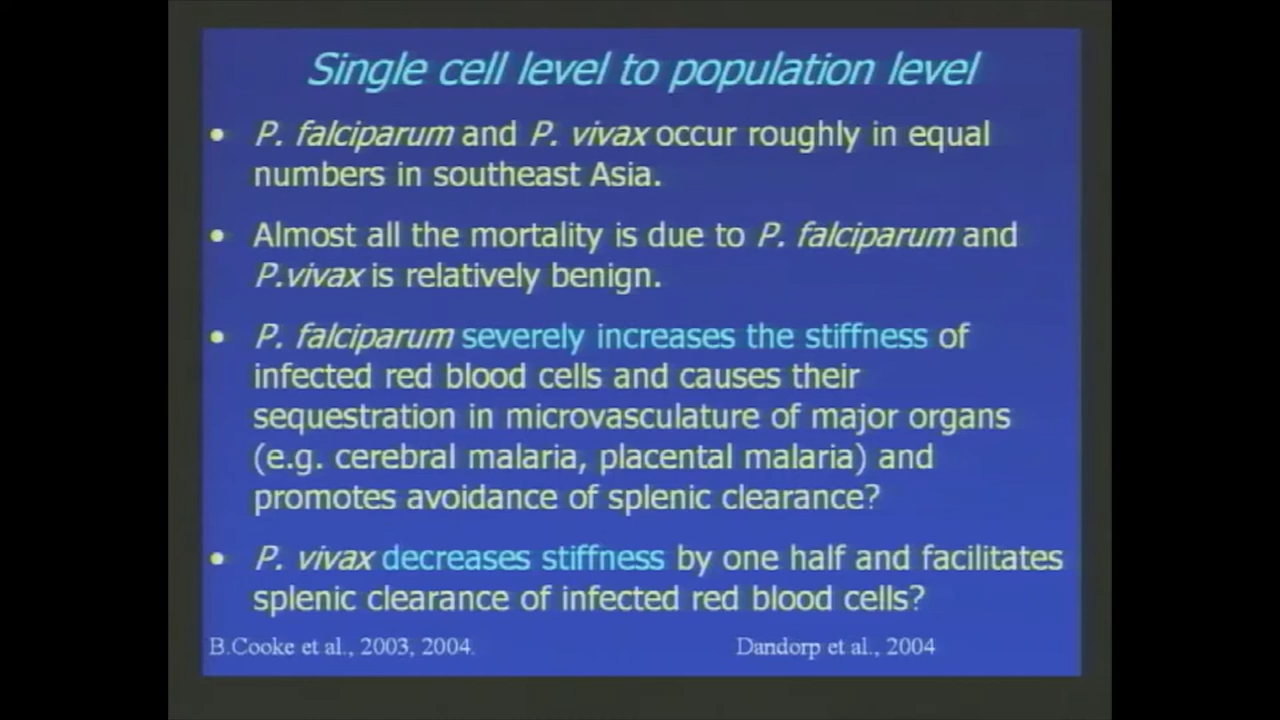 Single cell level to population level
• P. falciparum and P. vivax occur roughly in equal
numbers in southeast Asia.
• Almost all the mortality is due to P. falciparum and
P.vivax is relatively benign.
• P. falciparum severely increases the stiffness of
infected red blood cells and causes their
sequestration in microvasculature of major organs
(e.g. cerebral malaria, placental malaria) and
promotes avoidance of splenic clearance?
• P. vivax decreases stiffness by one half and facilitates
splenic clearance of infected red blood cells?
B.Cooke et al., 2003, 2004.
Dandorp et al., 2004